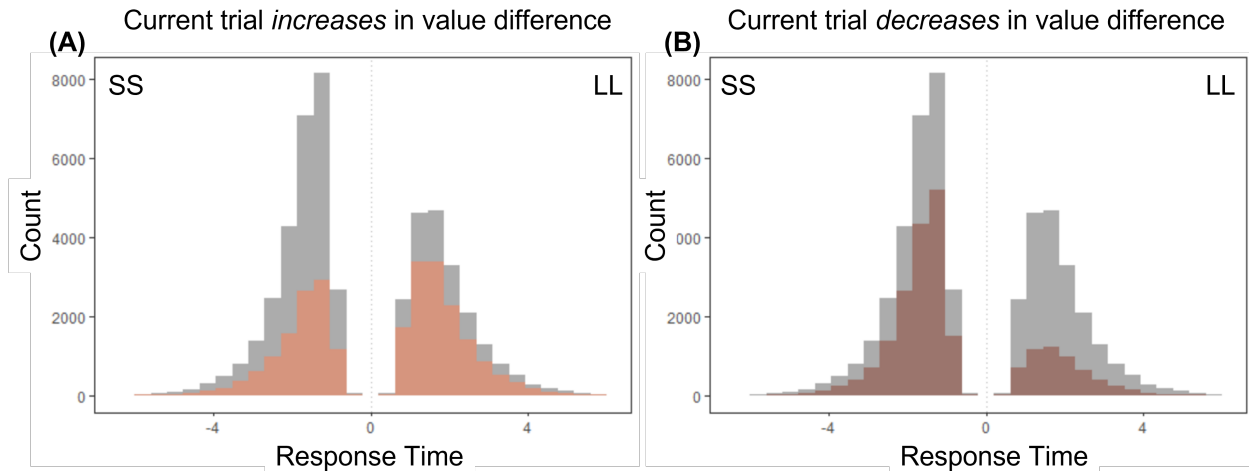 Current trial increases in value difference
Current trial decreases in value difference
(A)
SS
LL
8000
6000
4000
2000
0
Count
-4
0
4
Response Time
(B)
SS
LL
8000
6000
000
2000
0
Count
-4
0
4
Response Time